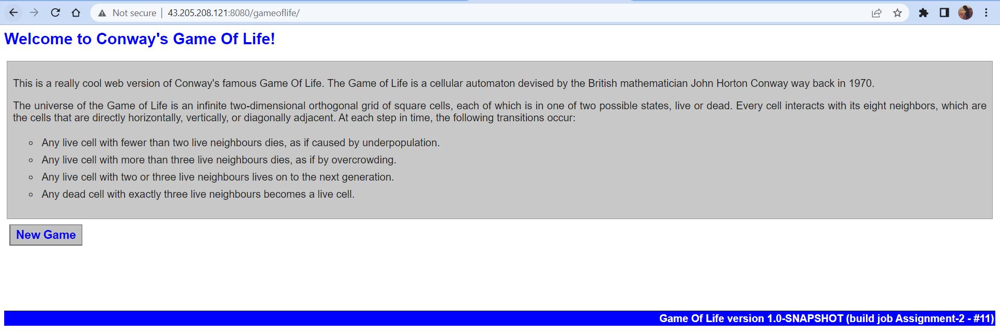 Not secure | 43.205.208.121:8080/gameoflife/
Welcome to Conway's Game Of Life!
This is a really cool web version of Conway's famous Game Of Life. The Game of Life is a cellular automaton devised by the British mathematician John Horton Conway way back in 1970.
The universe of the Game of Life is an infinite two-dimensional orthogonal grid of square cells, each of which is in one of two possible states, live or dead. Every cell interacts with its eight neighbors, which are
the cells that are directly horizontally, vertically, or diagonally adjacent. At each step in time, the following transitions occur:
Any live cell with fewer than two live neighbours dies, as if caused by underpopulation.
Any live cell with more than three live neighbours dies, as if by overcrowding.
Any live cell with two or three live neighbours lives on to the next generation.
Any dead cell with exactly three live neighbours becomes a live cell.
New Game
Game Of Life version 1.0-SNAPSHOT (build job Assignment-2 - #11)